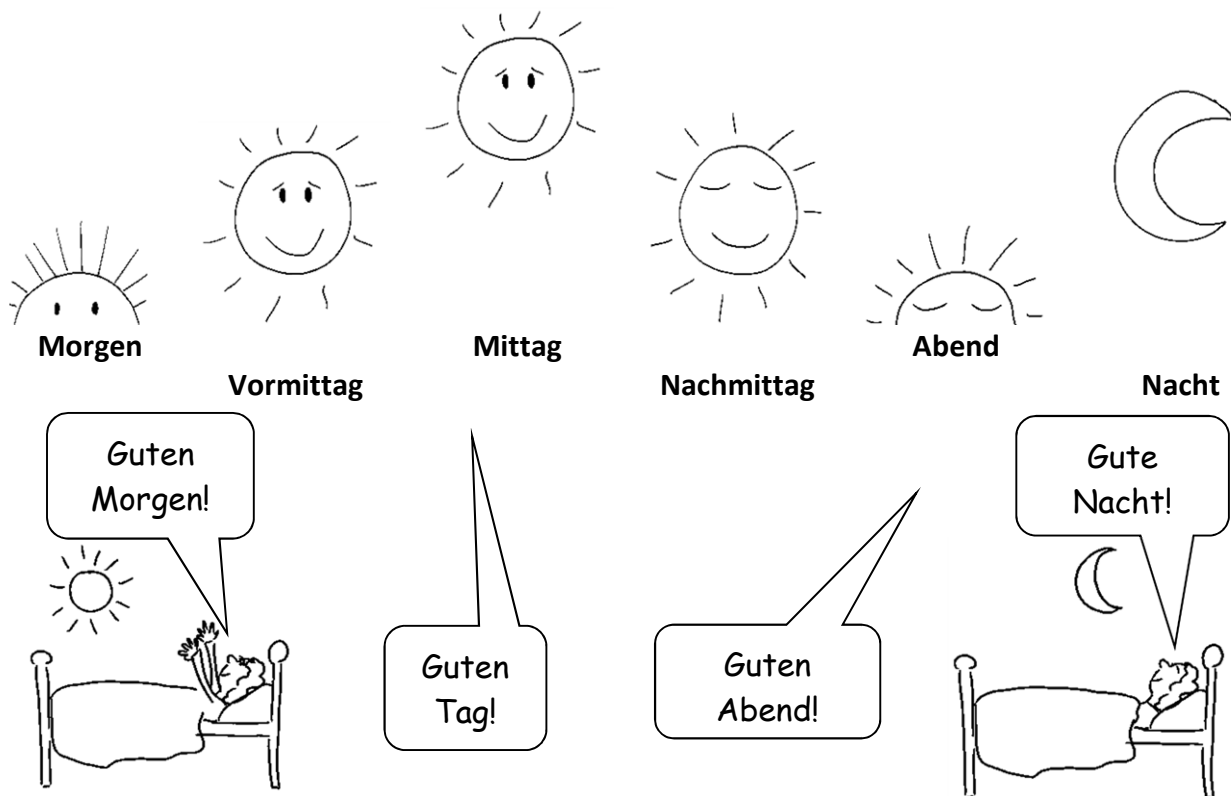 Morgen Mittag Abend
Vormittag Nachmittag Nacht
Guten
Morgen!
Gute
Nacht!
Guten
Tag!
Guten
Abend!